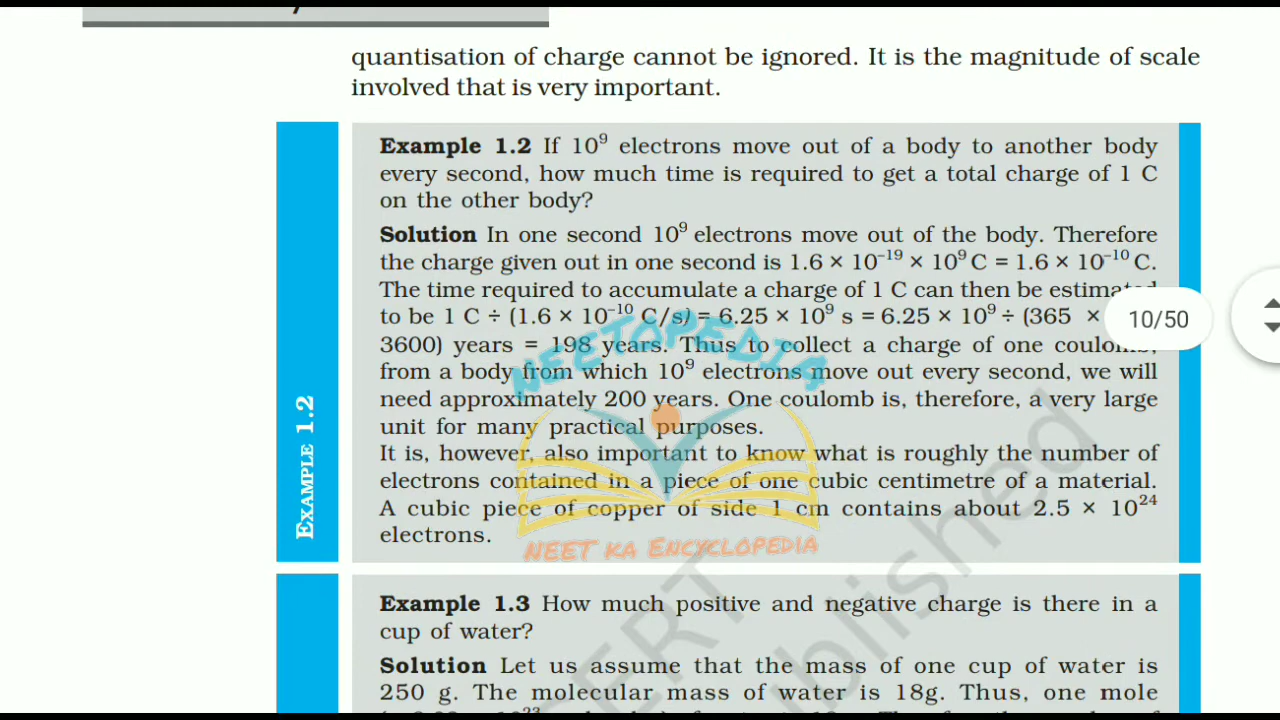 quantisation of charge cannot be ignored. It is the magnitude of scale
involved that is very important.
Example 1.2 If 10⁹ electrons move out of a body to another body
every second, how much time is required to get a total charge of 1 C
on the other body?
Solution In one second 10⁹ electrons move out of the body. Therefore
the charge given out in one second is 1.6 × 10⁻¹⁹ × 10⁹ C = 1.6 × 10⁻¹⁰ C.
The time required to accumulate a charge of 1 C can then be estimated
to be 1 C ÷ (1.6 × 10⁻¹⁰ C/s) = 6.25 × 10⁹ s = 6.25 × 10⁹ ÷ (365 ×
10/50
3600) years = 198 years. Thus to collect a charge of one coulomb,
from a body from which 10⁹ electrons move out every second, we will
need approximately 200 years. One coulomb is, therefore, a very large
unit for many practical purposes.
It is, however, also important to know what is roughly the number of
electrons contained in a piece of one cubic centimetre of a material.
A cubic piece of copper of side 1 cm contains about 2.5 × 10²⁴
electrons.
EXAMPLE 1.2
NEETOPEDIA
NEET KA ENCYCLOPEDIA
Example 1.3 How much positive and negative charge is there in a
cup of water?
Solution Let us assume that the mass of one cup of water is
250 g. The molecular mass of water is 18g. Thus, one mole